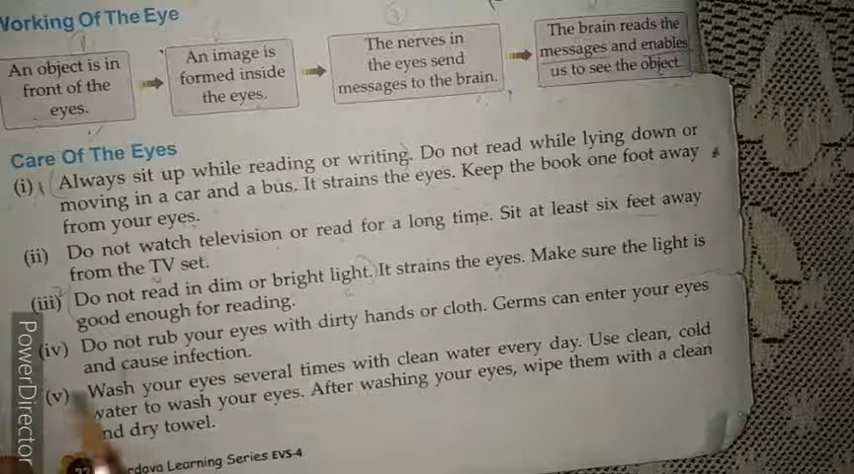 Working Of The Eye
An object is in
front of the
eyes.
An image is
formed inside
the eyes.
The nerves in
the eyes send
messages to the brain.
The brain reads the
messages and enables
us to see the object
Care Of The Eyes
(i) Always sit up while reading or writing. Do not read while lying down or
moving in a car and a bus. It strains the eyes. Keep the book one foot away
from your eyes.
(ii) Do not watch television or read for a long time. Sit at least six feet away
from the TV set.
(iii) Do not read in dim or bright light. It strains the eyes. Make sure the light is
good enough for reading.
(iv) Do not rub your eyes with dirty hands or cloth. Germs can enter your eyes
and cause infection.
(v) Wash your eyes several times with clean water every day. Use clean, cold
water to wash your eyes. After washing your eyes, wipe them with a clean
and dry towel.
Learning Series EVS-4
PowerDirector